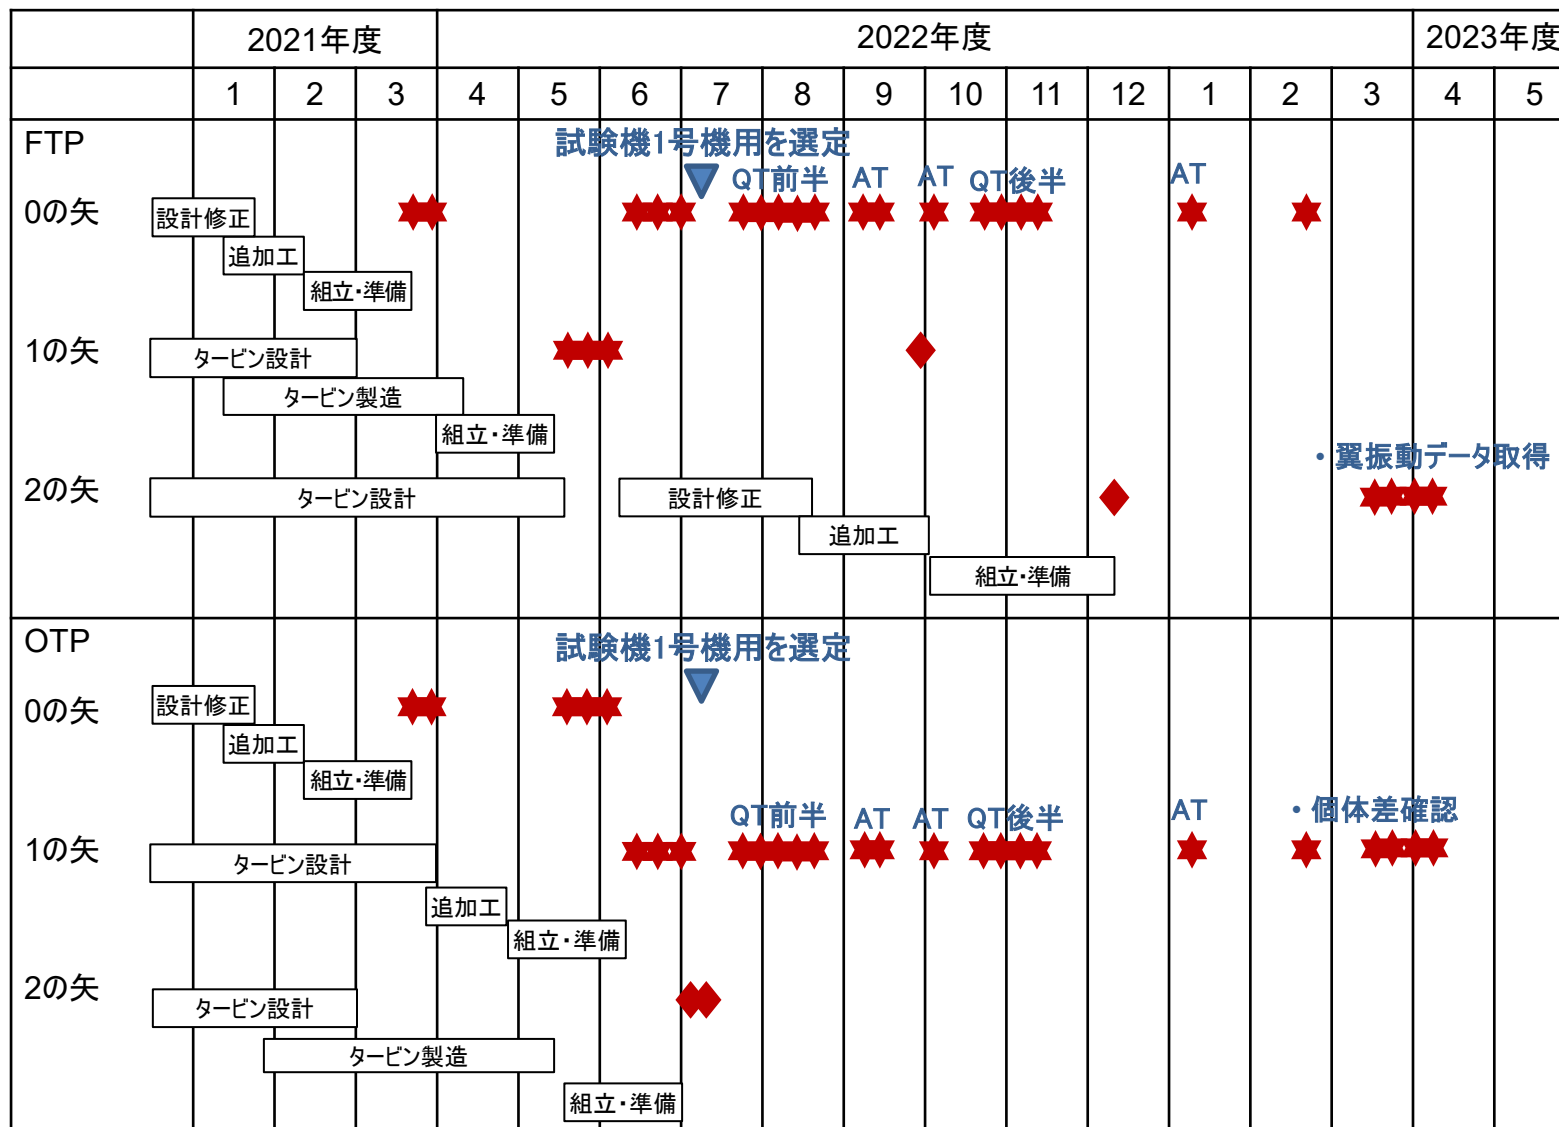 2021年度 2022年度 2023年度
1 2 3 4 5 6 7 8 9 10 11 12 1 2 3 4 5
FTP
試験機1号機用を選定
QT前半 AT AT QT後半 AT
0の矢
設計修正
追加工
組立・準備
1の矢
タービン設計
タービン製造
組立・準備
・翼振動データ取得
2の矢
タービン設計 設計修正
追加工
組立・準備
OTP
試験機1号機用を選定
0の矢
設計修正
追加工
組立・準備
QT前半 AT AT QT後半 AT ・個体差確認
1の矢
タービン設計
追加工
組立・準備
2の矢
タービン設計
タービン製造
組立・準備